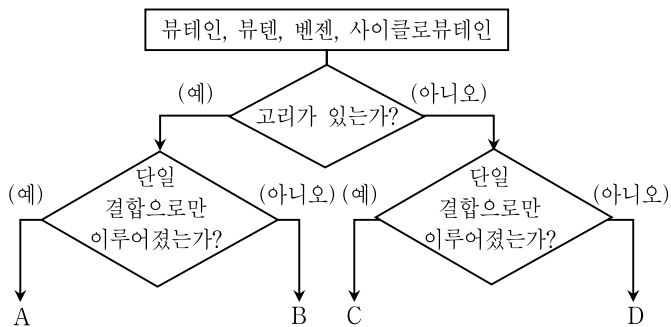 뷰테인, 뷰텐, 벤젠, 사이클로뷰테인
(예)
(아니오)
고리가 있는가?
(예)
단일
결합으로만
이루어졌는가?
(아니오)
(예)
단일
결합으로만
이루어졌는가?
(아니오)
A
B
C
D